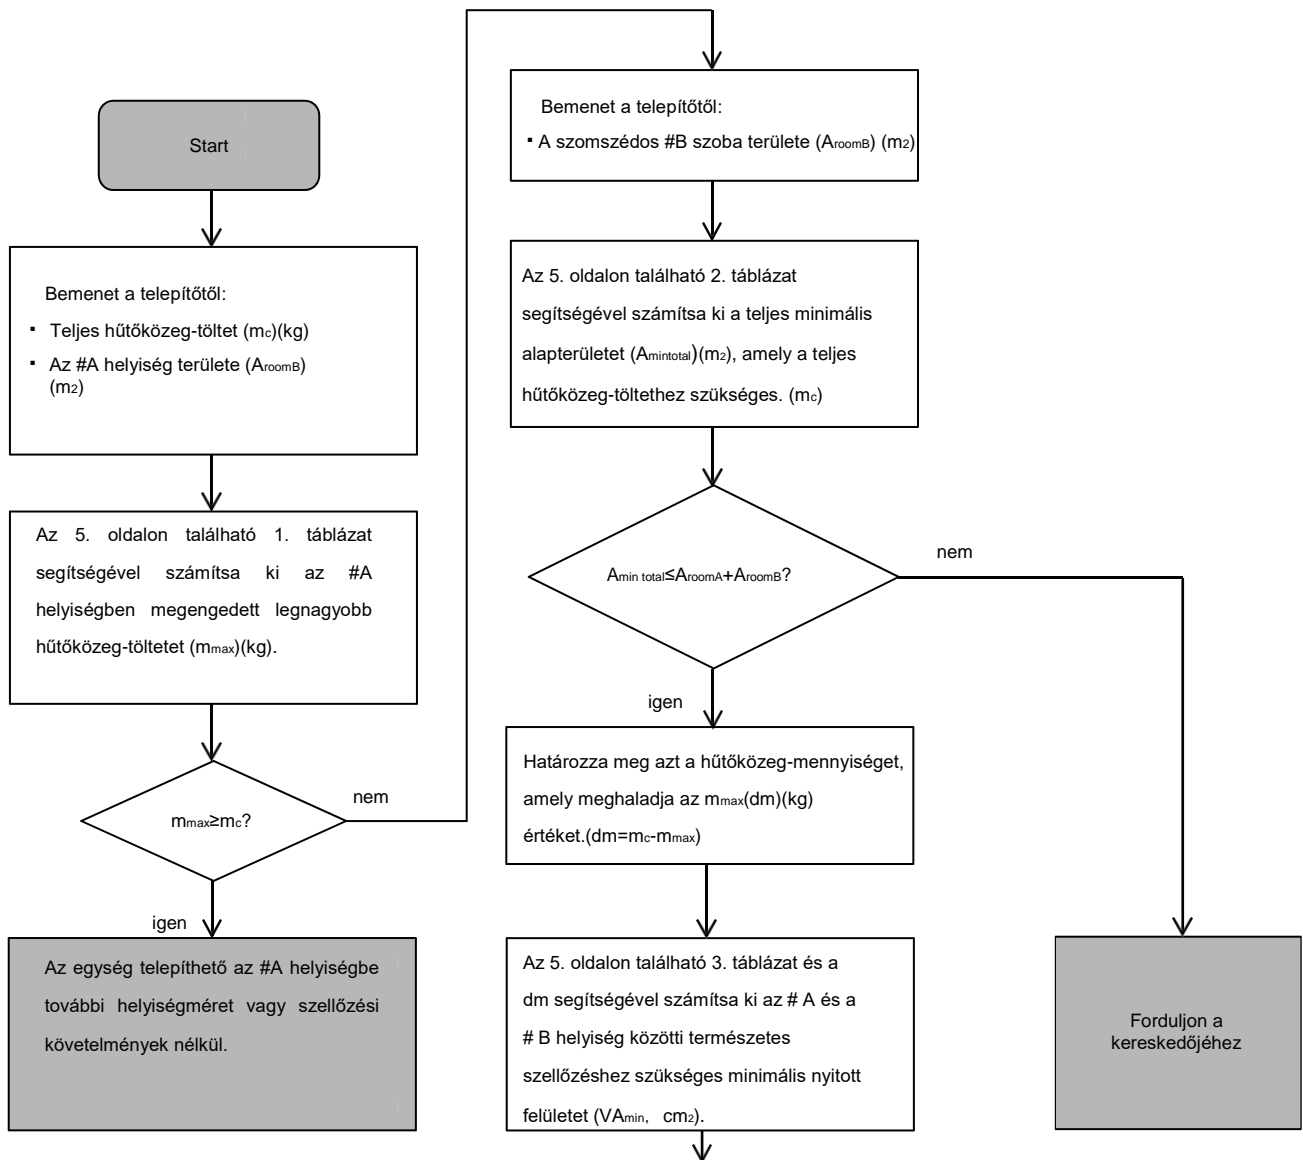 Start
Bemenet a telepítőtől:
▪ Teljes hűtőközeg-töltet (mc)(kg)
▪ Az #A helyiség területe (AroomB)
(m2)
Az 5. oldalon található 1. táblázat
segítségével számítsa ki az #A
helyiségben megengedett legnagyobb
hűtőközeg-töltetet (mmax)(kg).
mmax≥mc?
nem
igen
Az egység telepíthető az #A helyiségbe
további helyiségméret vagy szellőzési
követelmények nélkül.
Bemenet a telepítőtől:
▪ A szomszédos #B szoba területe (AroomB) (m2)
Az 5. oldalon található 2. táblázat
segítségével számítsa ki a teljes minimális
alapterületet (Amintotal)(m2), amely a teljes
hűtőközeg-töltethez szükséges. (mc)
Amin total≤AroomA+AroomB?
nem
igen
Határozza meg azt a hűtőközeg-mennyiséget,
amely meghaladja az mmax(dm)(kg)
értéket.(dm=mc-mmax)
Az 5. oldalon található 3. táblázat és a
dm segítségével számítsa ki az # A és a
# B helyiség közötti természetes
szellőzéshez szükséges minimális nyitott
felületet (VAmin, cm2).
Forduljon a
kereskedőjéhez